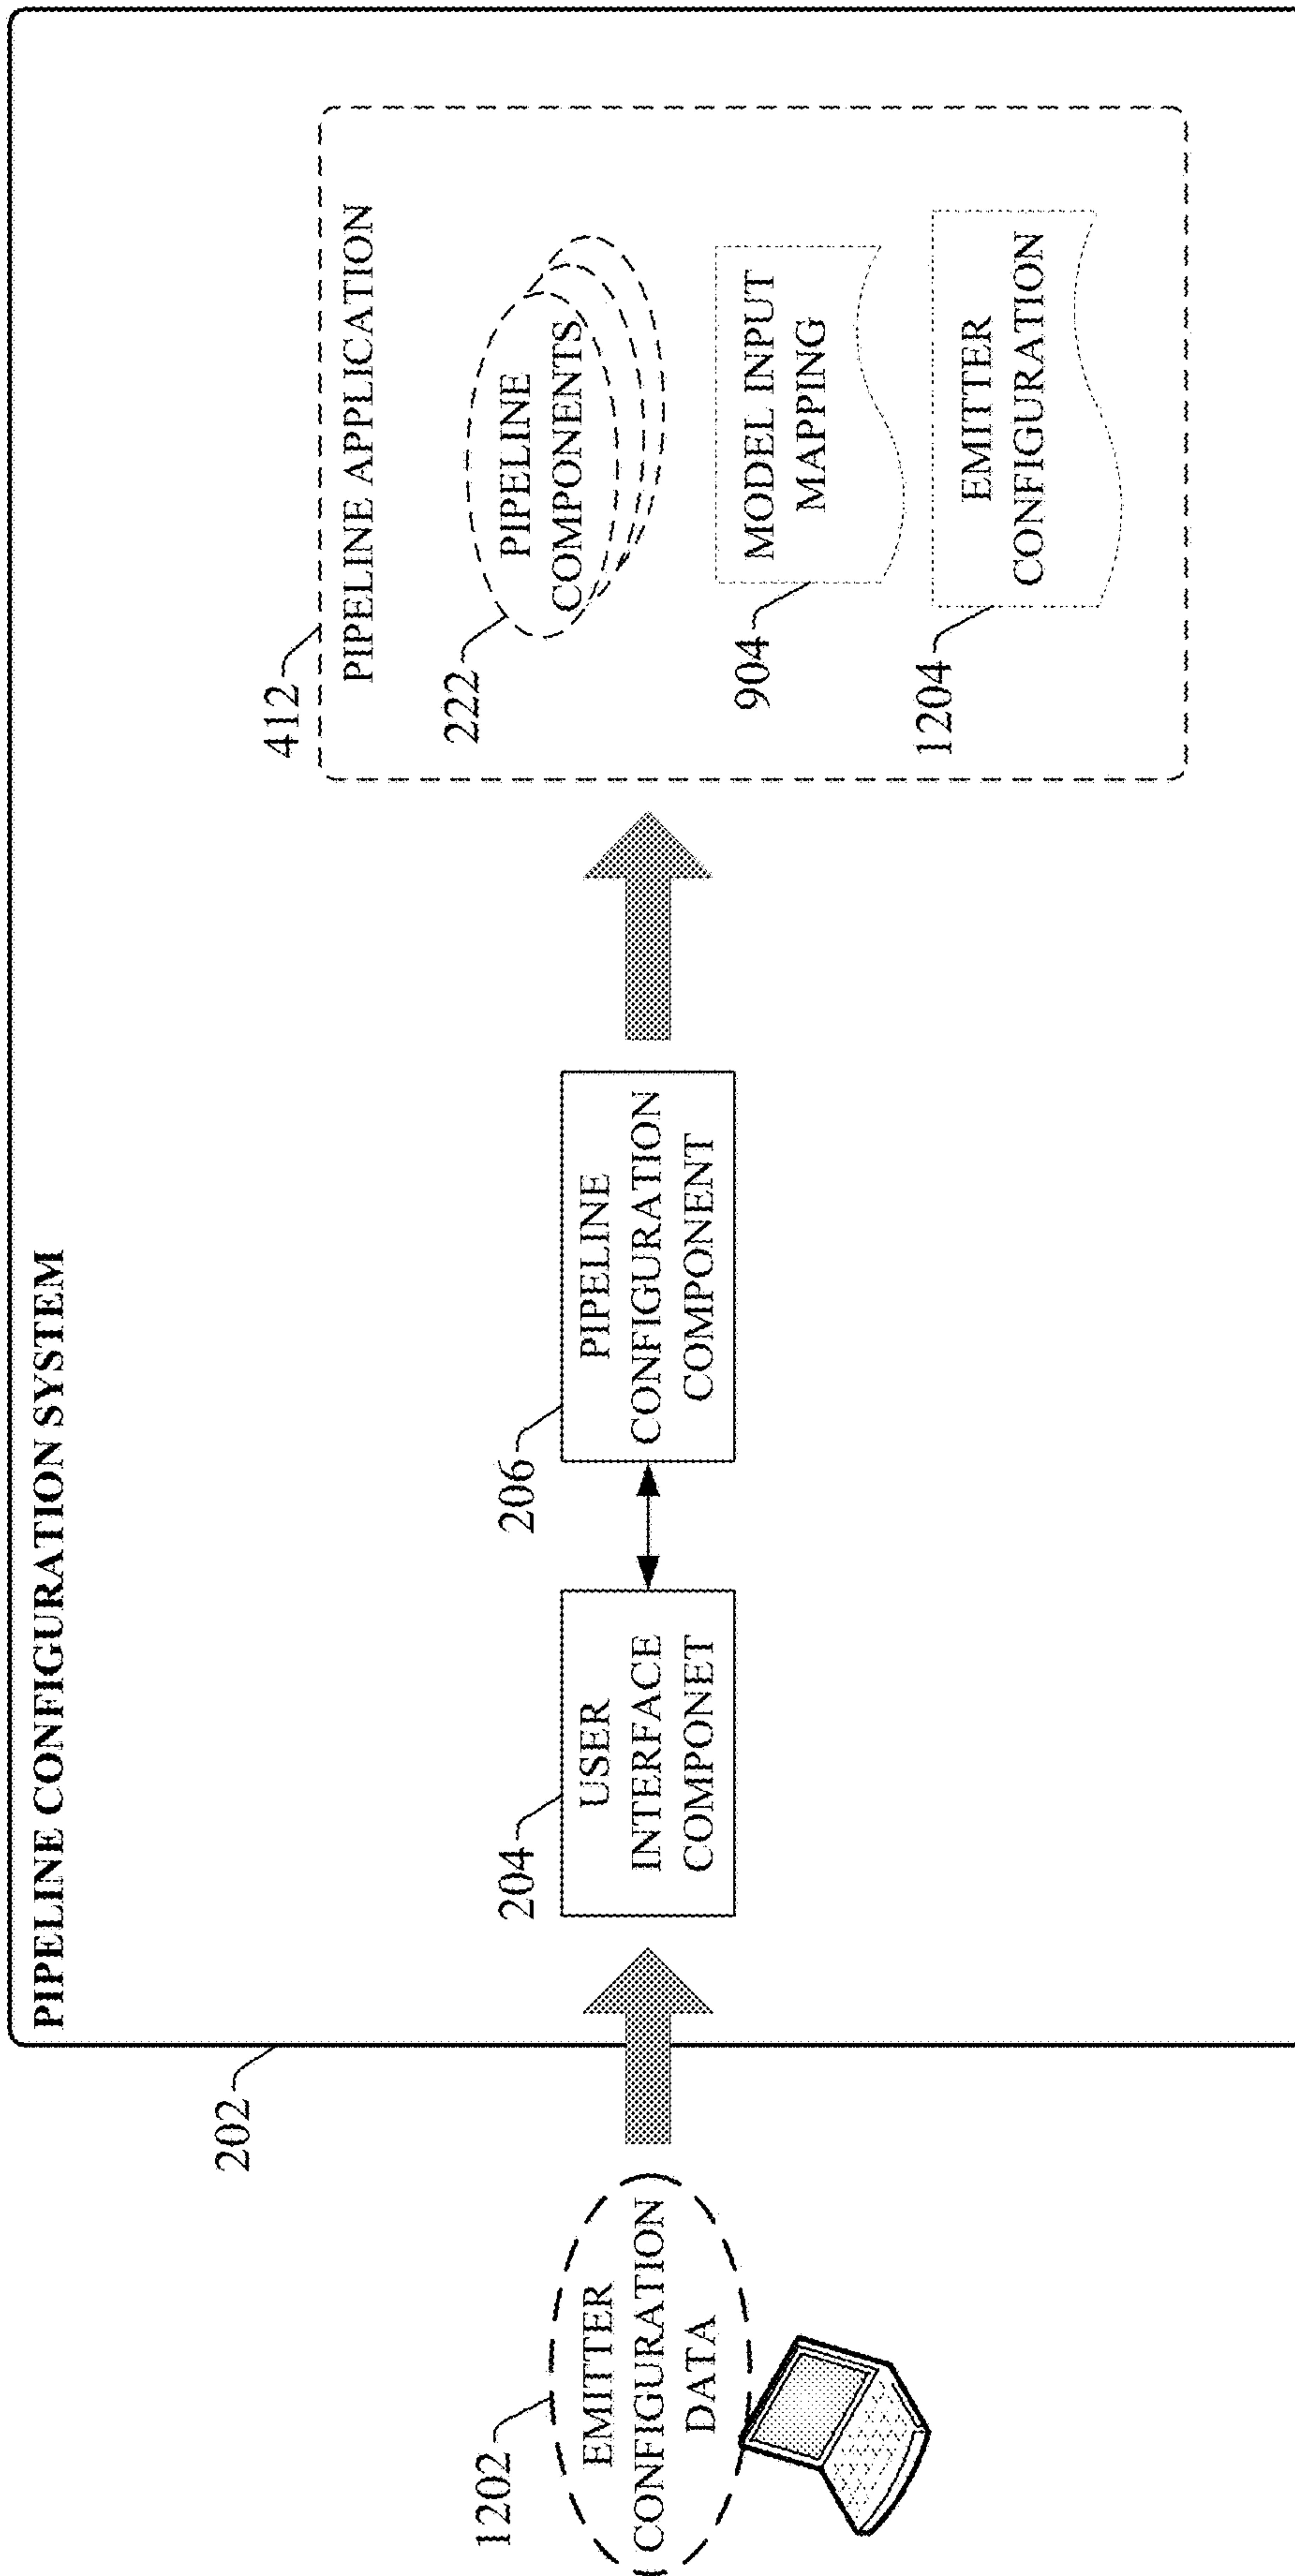 PIPELINE CONFIGURATION SYSTEM
202
1202
EMITTER
CONFIGURATION
DATA
204
USER
INTERFACE
COMPONET
206
PIPELINE
CONFIGURATION
COMPONENT
412
PIPELINE APPLICATION
222
PIPELINE
COMPONENTS
904
MODEL INPUT
MAPPING
1204
EMITTER
CONFIGURATION